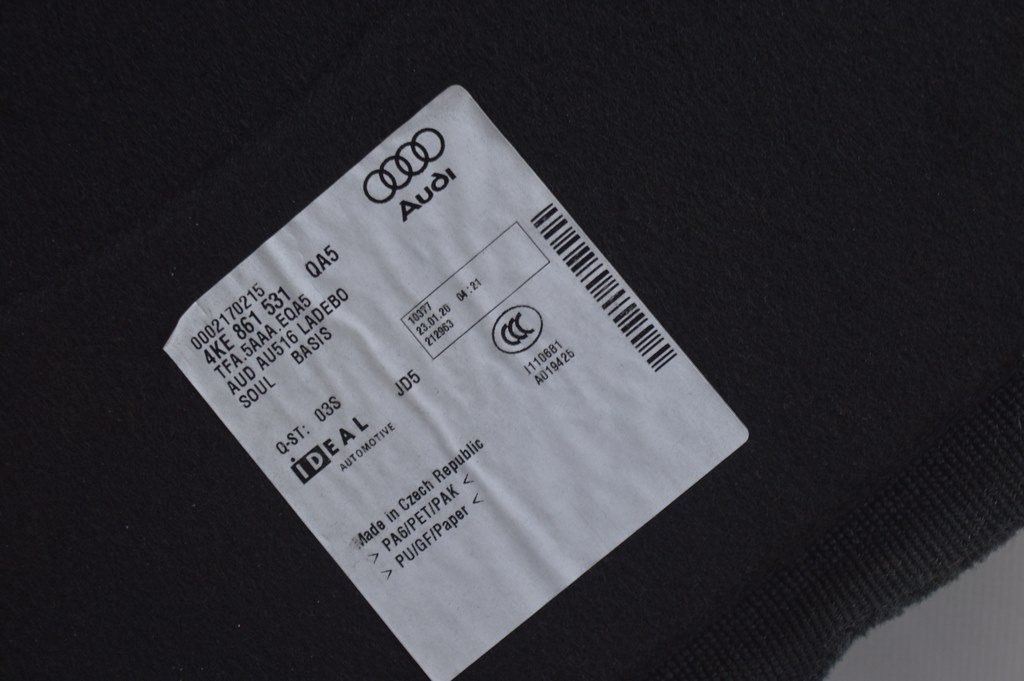 Audi
0002170215
4KE 861 531 QA5
TFA.5AAA.EQA5
AUD AU516 LADEBO
SOUL BASIS
10377
23.01.20 04:21
212963
CCC
I110681
A019425
Q-ST: 03S JD5
iDEAL
AUTOMOTIVE
Made in Czech Republic
> PA6/PET/PAK <
> PU/GF/Paper <